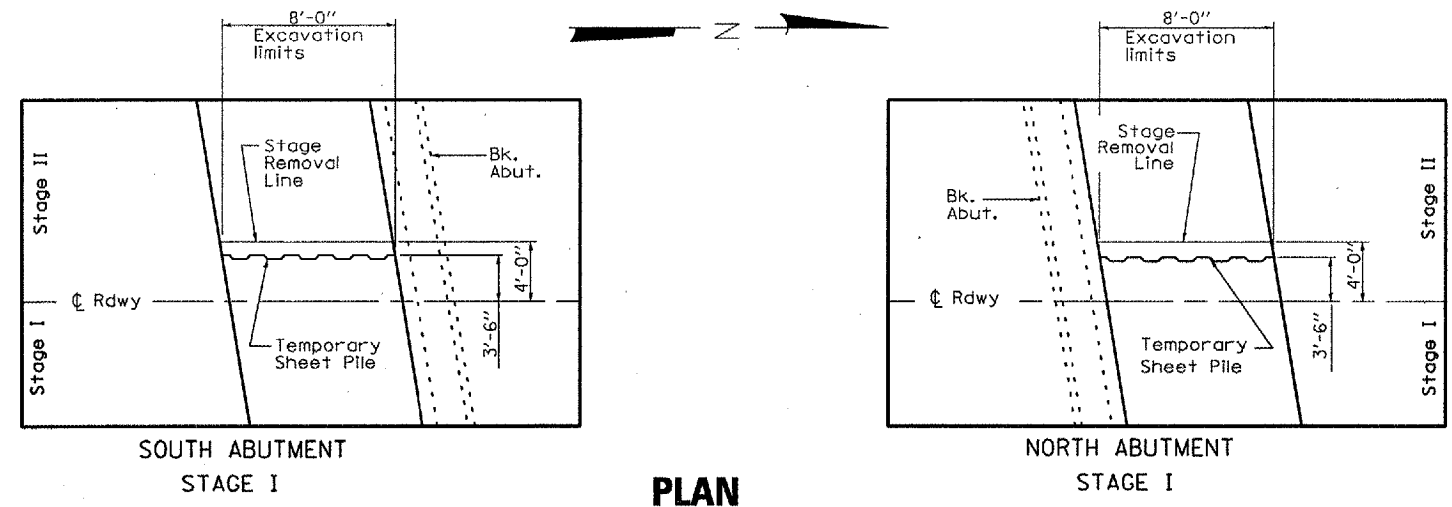 8'-0"
Excavation
limits
Stage
Removal
Line
Bk.
Abut.
Stage II
4'-0"
℄ Rdwy
3'-6"
Stage I
Temporary
Sheet Pile
SOUTH ABUTMENT
STAGE I
N
PLAN
8'-0"
Excavation
limits
Stage
Removal
Line
Bk.
Abut.
Stage II
4'-0"
℄ Rdwy
3'-6"
Stage I
Temporary
Sheet Pile
NORTH ABUTMENT
STAGE I